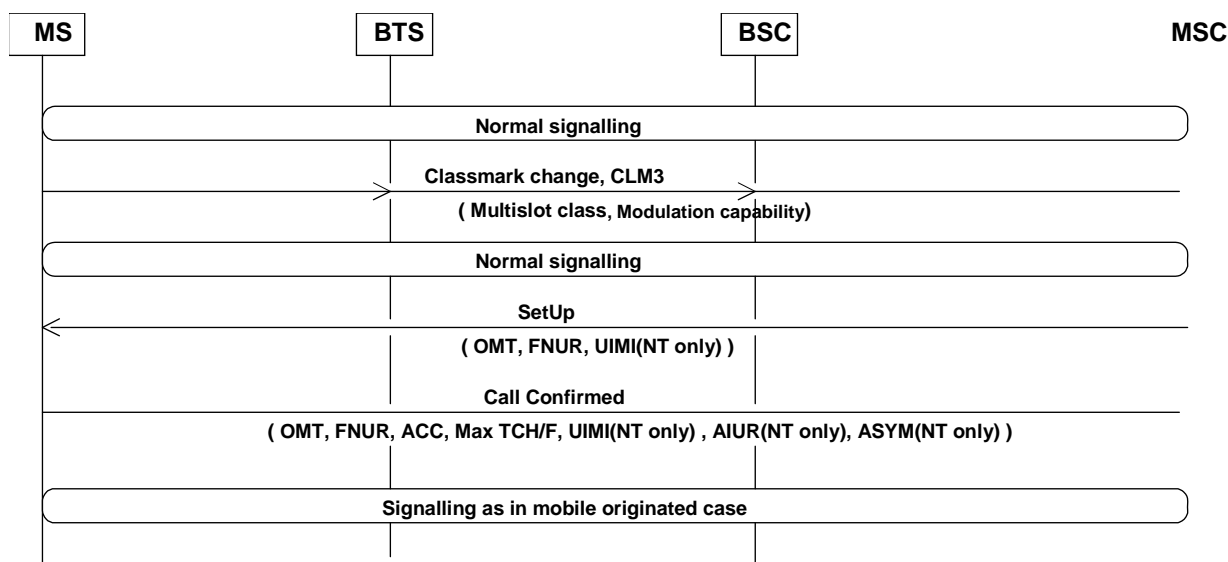 MS BTS BSC MSC
Normal signalling
Classmark change, CLM3
( Multislot class, Modulation capability)
Normal signalling
SetUp
( OMT, FNUR, UIMI(NT only) )
Call Confirmed
( OMT, FNUR, ACC, Max TCH/F, UIMI(NT only) , AIUR(NT only), ASYM(NT only) )
Signalling as in mobile originated case